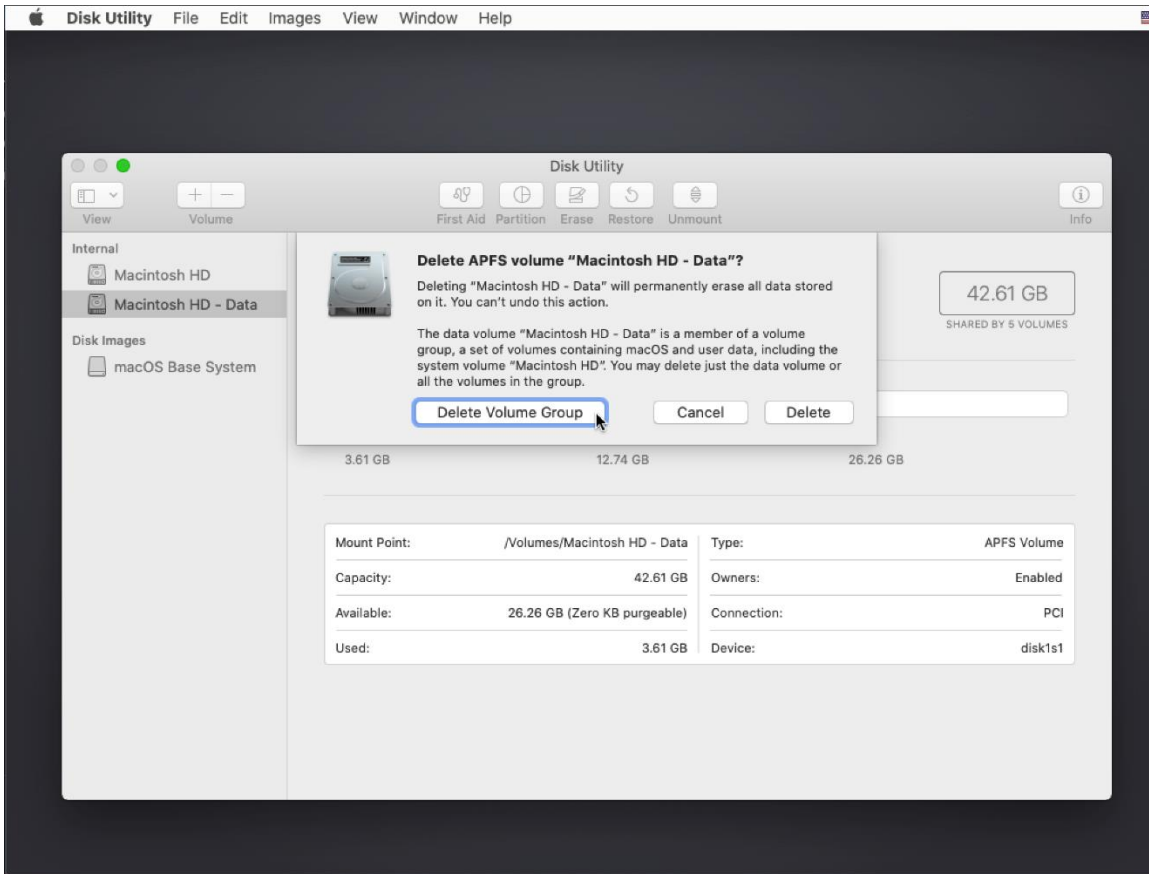 Disk Utility File Edit Images View Window Help
Disk Utility
View Volume First Aid Partition Erase Restore Unmount Info
Internal
Macintosh HD
Macintosh HD - Data
Disk Images
macOS Base System
Delete APFS volume “Macintosh HD - Data”?
Deleting “Macintosh HD - Data” will permanently erase all data stored
on it. You can’t undo this action.
The data volume “Macintosh HD - Data” is a member of a volume
group, a set of volumes containing macOS and user data, including the
system volume “Macintosh HD”. You may delete just the data volume or
all the volumes in the group.
Delete Volume Group Cancel Delete
42.61 GB
SHARED BY 5 VOLUMES
3.61 GB 12.74 GB 26.26 GB
Mount Point: /Volumes/Macintosh HD - Data Type: APFS Volume
Capacity: 42.61 GB Owners: Enabled
Available: 26.26 GB (Zero KB purgeable) Connection: PCI
Used: 3.61 GB Device: disk1s1